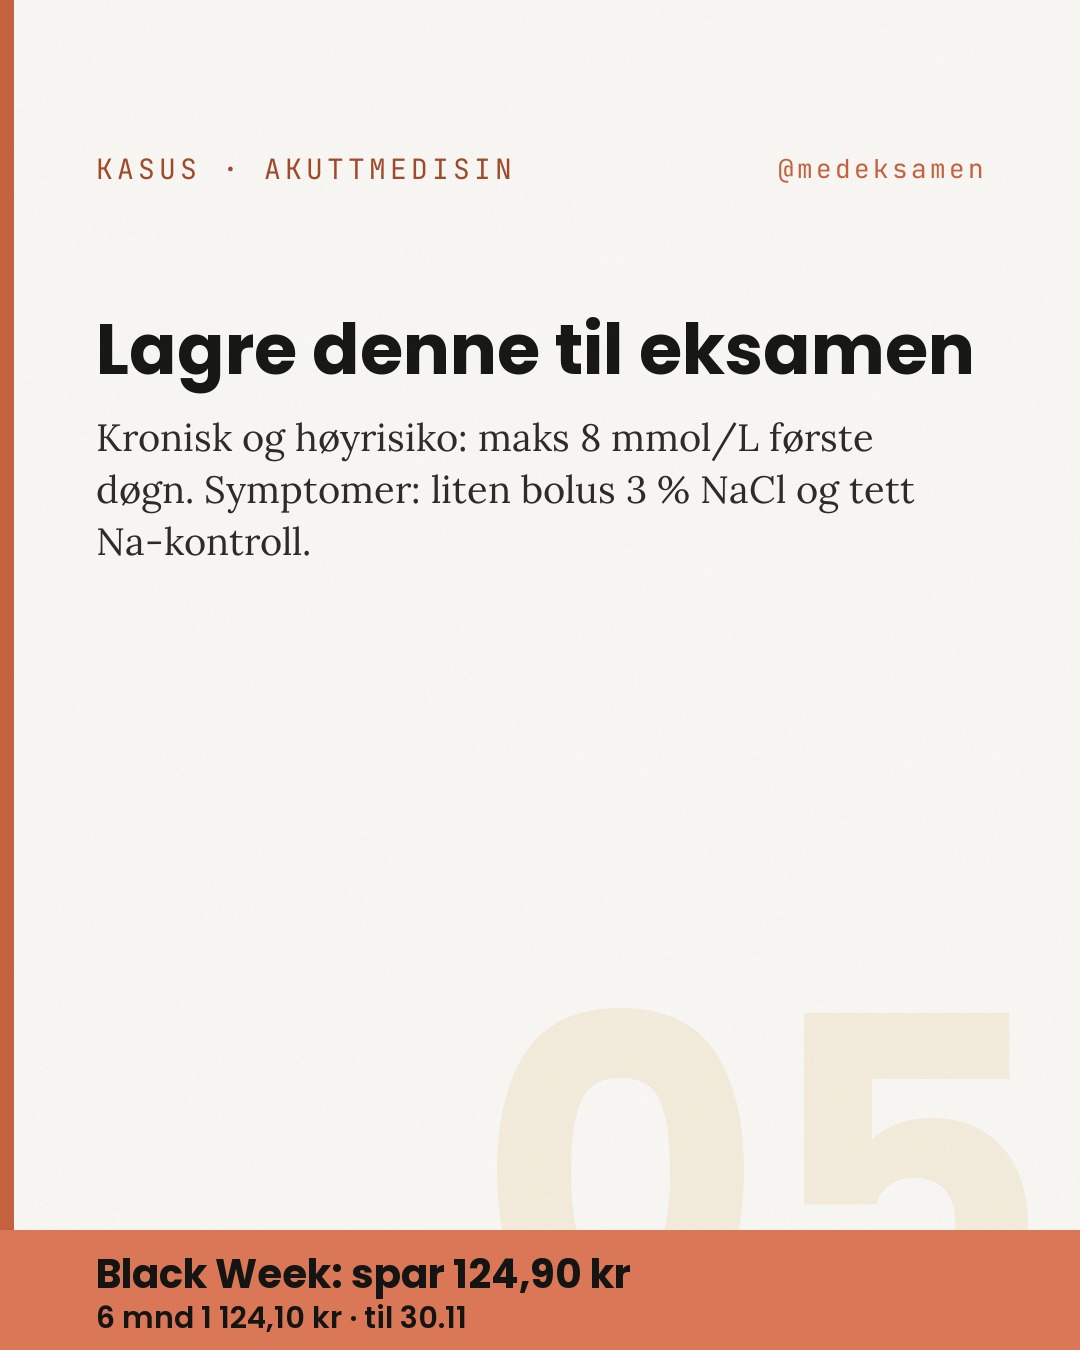 KASUS · AKUTTMEDISIN
@medeksamen
Lagre denne til eksamen
Kronisk og høyrisiko: maks 8 mmol/L første
døgn. Symptomer: liten bolus 3 % NaCl og tett
Na-kontroll.
05
Black Week: spar 124,90 kr
6 mnd 1 124,10 kr · til 30.11